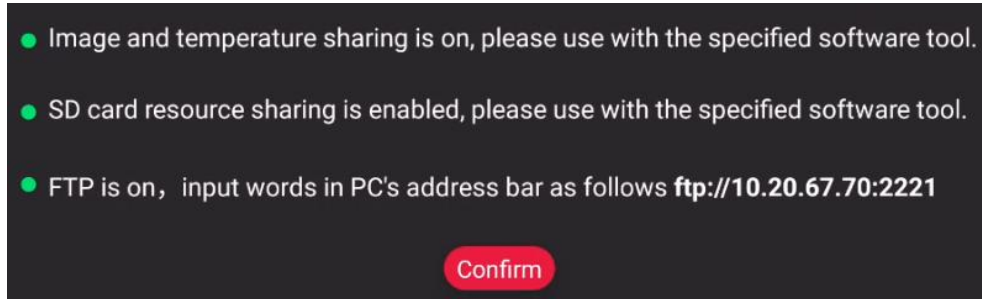 Image and temperature sharing is on, please use with the specified software tool.
SD card resource sharing is enabled, please use with the specified software tool.
FTP is on，input words in PC's address bar as follows ftp://10.20.67.70:2221
Confirm